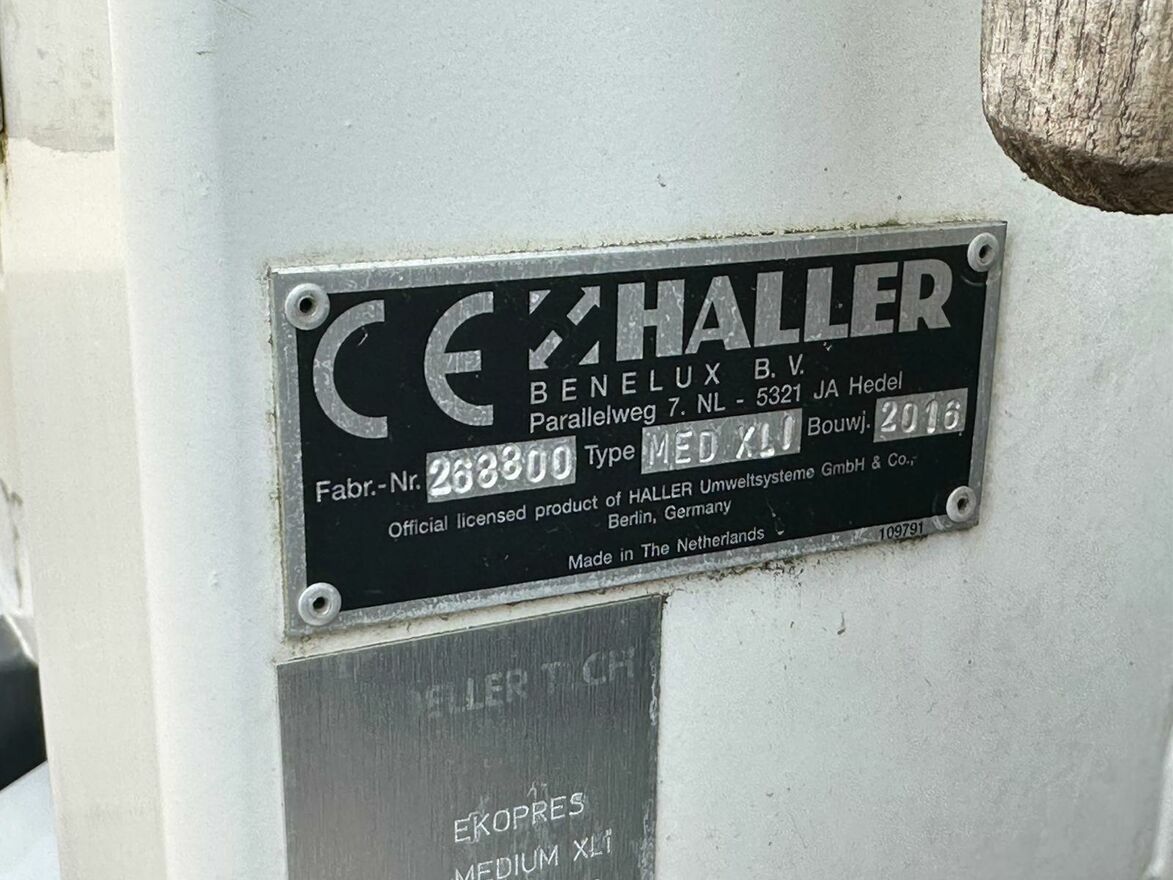 CE HALLER
BENELUX B. V.
Parallelweg 7. NL - 5321 JA Hedel
Fabr.-Nr. 268800 Type MED XLI Bouwj. 2016
Official licensed product of HALLER Umweltsysteme GmbH & Co.,
Berlin, Germany
Made in The Netherlands
109791
EKOPRES
MEDIUM XLi